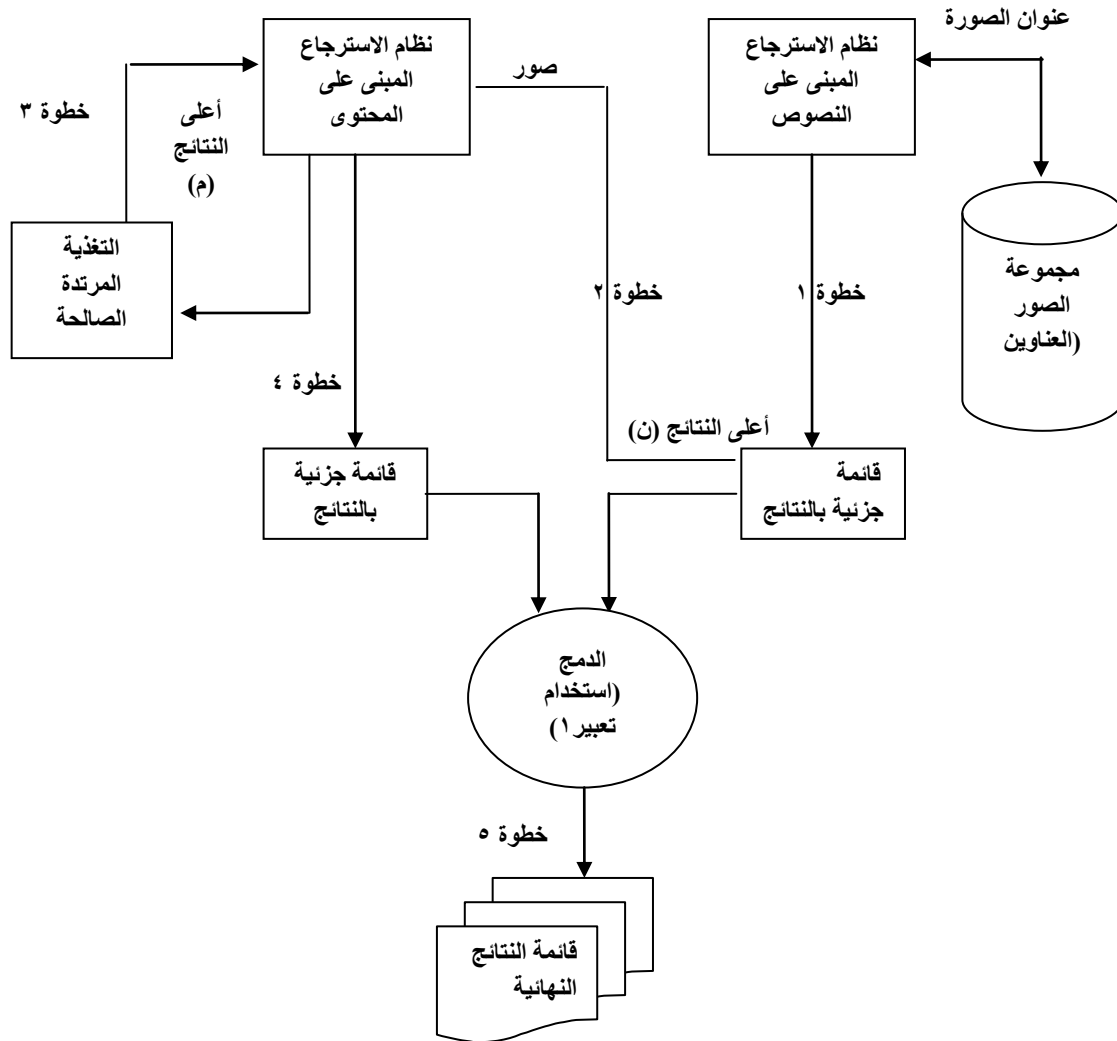 عنوان الصورة
نظام الاسترجاع
المبنى على
النصوص
صور
نظام الاسترجاع
المبنى على
المحتوى
خطوة ٣
أعلى
النتائج
(م)
التغذية
المرتدة
الصالحة
مجموعة
الصور
(العناوين
خطوة ١
خطوة ٢
خطوة ٤
أعلى النتائج (ن)
قائمة
جزئية بالنتائج
قائمة جزئية
بالنتائج
الدمج
(استخدام
تعبير١)
خطوة ٥
قائمة النتائج
النهائية